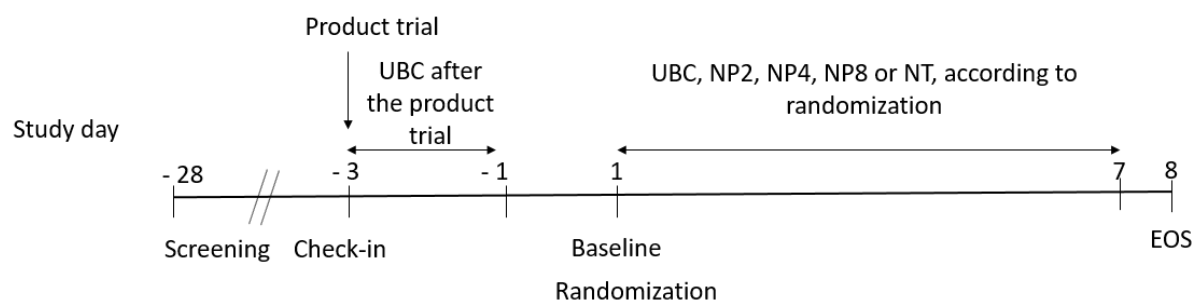 Product trial
UBC after
the product
trial
UBC, NP2, NP4, NP8 or NT, according to
randomization
Study day
- 28
- 3
- 1
1
7
8
Screening
Check-in
Baseline
EOS
Randomization